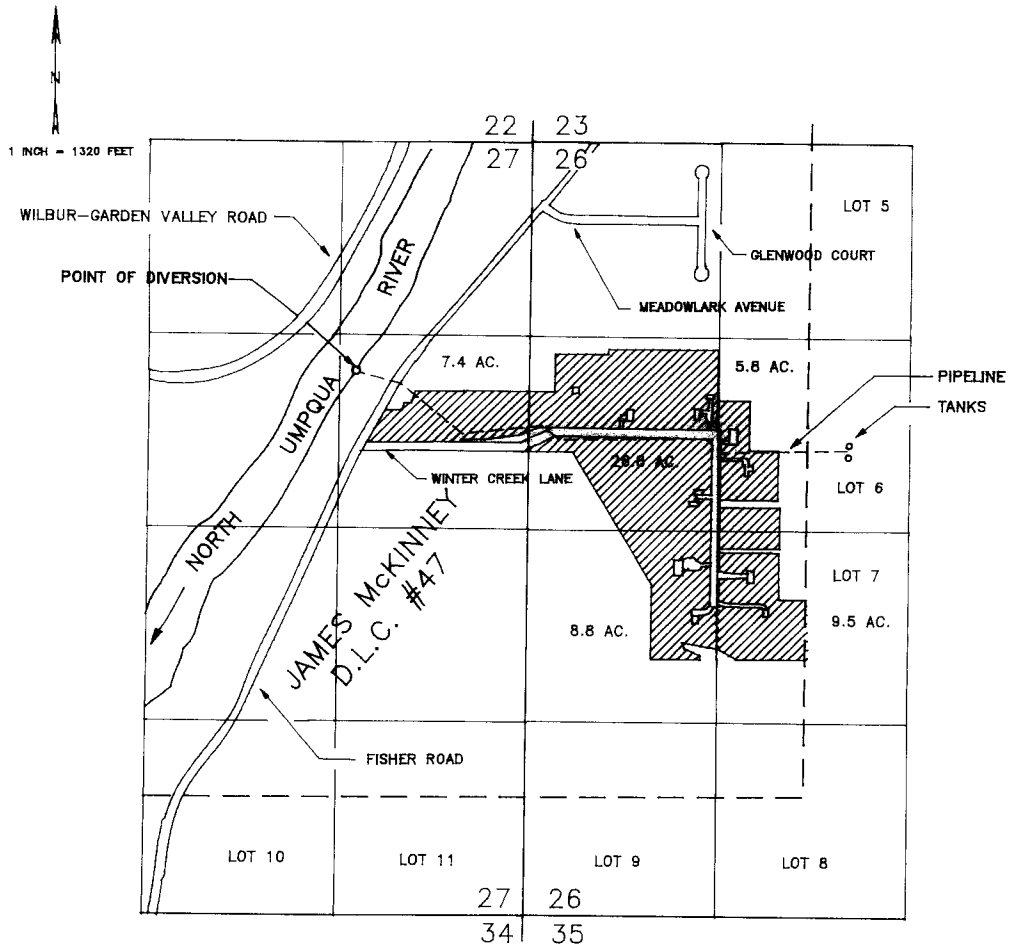 N
1 INCH = 1320 FEET
22 23
27 26
WILBUR-GARDEN VALLEY ROAD
LOT 5
RIVER
GLENWOOD COURT
POINT OF DIVERSION
MEADOWLARK AVENUE
7.4 AC.
5.8 AC.
PIPELINE
TANKS
UMPQUA
26.8 AC.
WINTER CREEK LANE
LOT 6
NORTH
JAMES McKINNEY
D.L.C. #47
LOT 7
8.8 AC.
9.5 AC.
FISHER ROAD
LOT 10
LOT 11
LOT 9
LOT 8
27 26
34 35